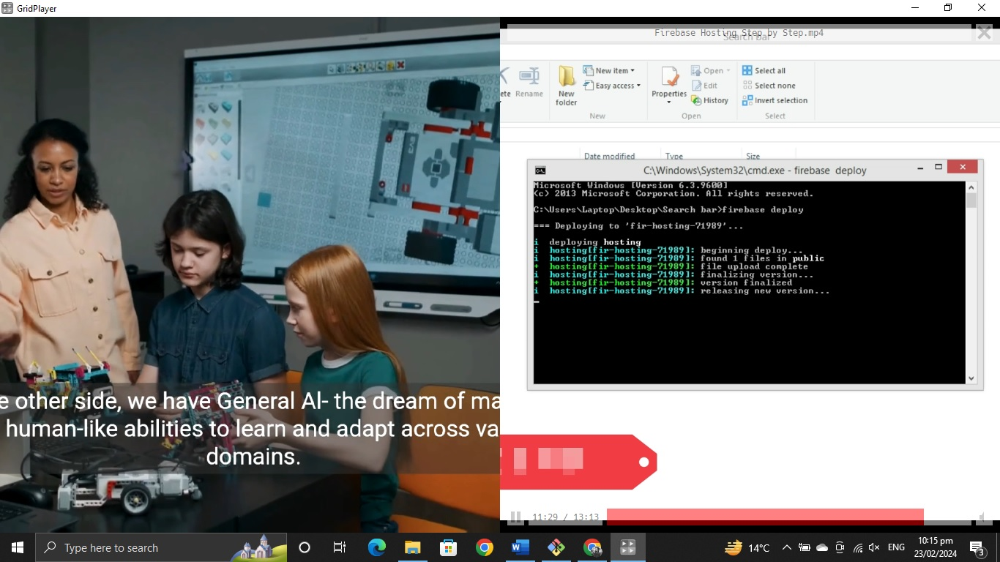 GridPlayer
e other side, we have General AI- the dream of ma
human-like abilities to learn and adapt across va
domains.
Firebase Hosting Step by Step.mp4
Search bar
ete Rename
New folder
New item
Easy access
New
Properties
Open
Edit
History
Open
Select all
Select none
Invert selection
Select
Date modified Type Size
C:\Windows\System32\cmd.exe - firebase deploy
Microsoft Windows [Version 6.3.9600]
(c) 2013 Microsoft Corporation. All rights reserved.
C:\Users\Laptop\Desktop\Search bar>firebase deploy
=== Deploying to 'fir-hosting-71989'...
i deploying hosting
i hosting[fir-hosting-71989]: beginning deploy...
i hosting[fir-hosting-71989]: found 1 files in public
+ hosting[fir-hosting-71989]: file upload complete
i hosting[fir-hosting-71989]: finalizing version...
+ hosting[fir-hosting-71989]: version finalized
i hosting[fir-hosting-71989]: releasing new version...
11:29 / 13:13
Type here to search
14°C
ENG
10:15 pm
23/02/2024
3